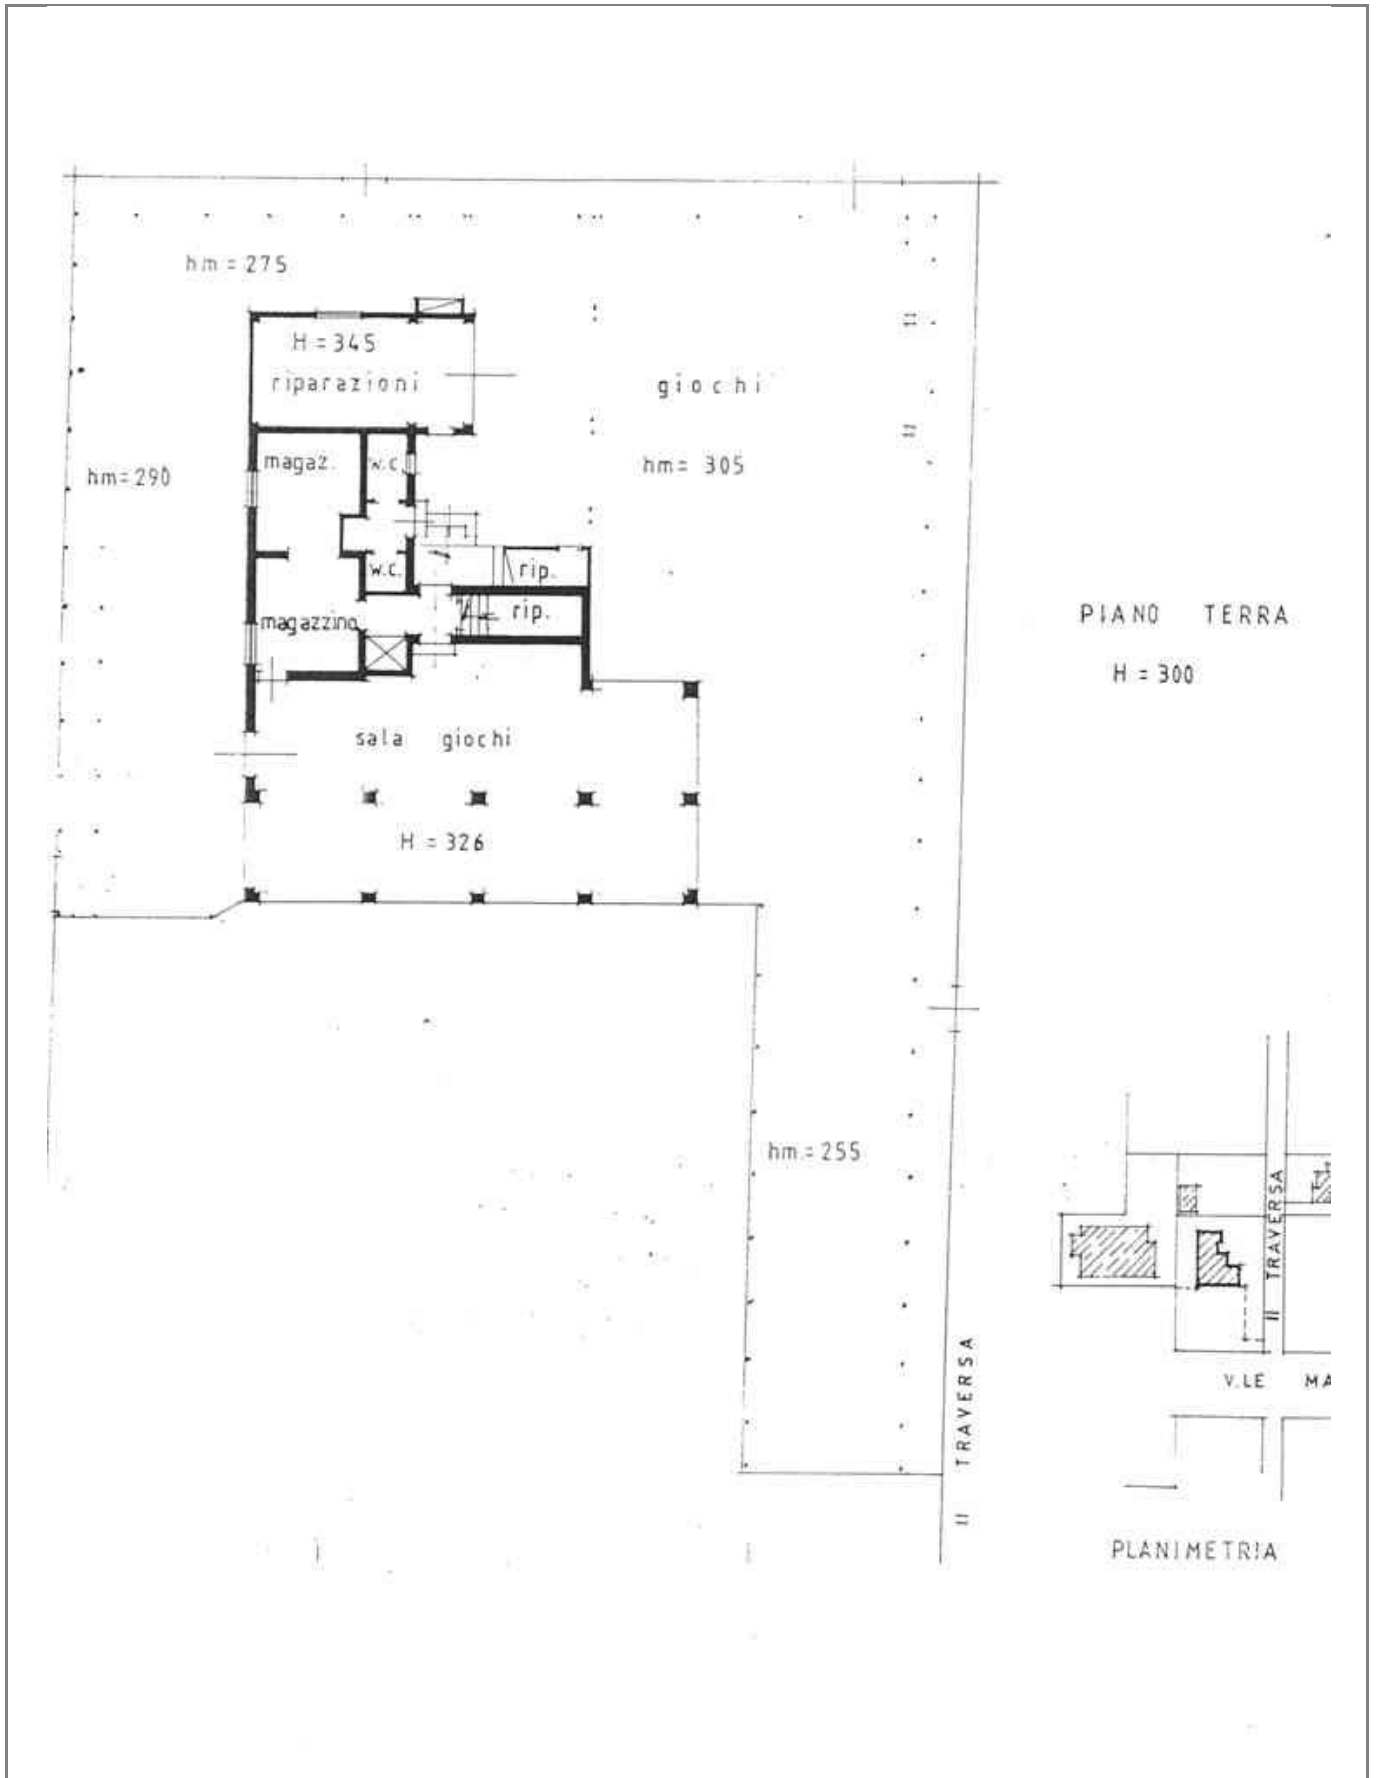 hm = 275
H = 345
riparazioni
giochi
magaz.
w.c.
hm = 290
hm = 305
w.c.
rip.
rip.
magazzino
PIANO TERRA
H = 300
sala giochi
H = 326
hm. = 255
II TRAVERSA
II TRAVERSA
V.LE MA
PLANIMETRIA